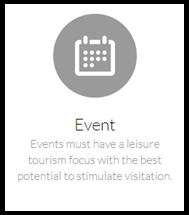 Event
Events must have a leisure
tourism focus with the best
potential to stimulate visitation.